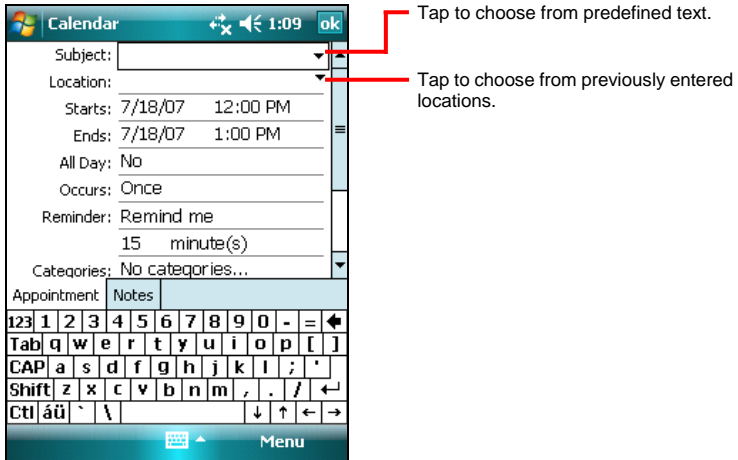 Calendar 1:09 ok
Tap to choose from predefined text.
Subject:
Location:
Tap to choose from previously entered
locations.
Starts: 7/18/07 12:00 PM
Ends: 7/18/07 1:00 PM
All Day: No
Occurs: Once
Reminder: Remind me
15 minute(s)
Categories: No categories...
Appointment Notes
123 1 2 3 4 5 6 7 8 9 0 - =
Tab q w e r t y u i o p [ ]
CAP a s d f g h j k l ; '
Shift z x c v b n m , . /
Ctl áü ` \ ↓ ↑ ← →
Menu